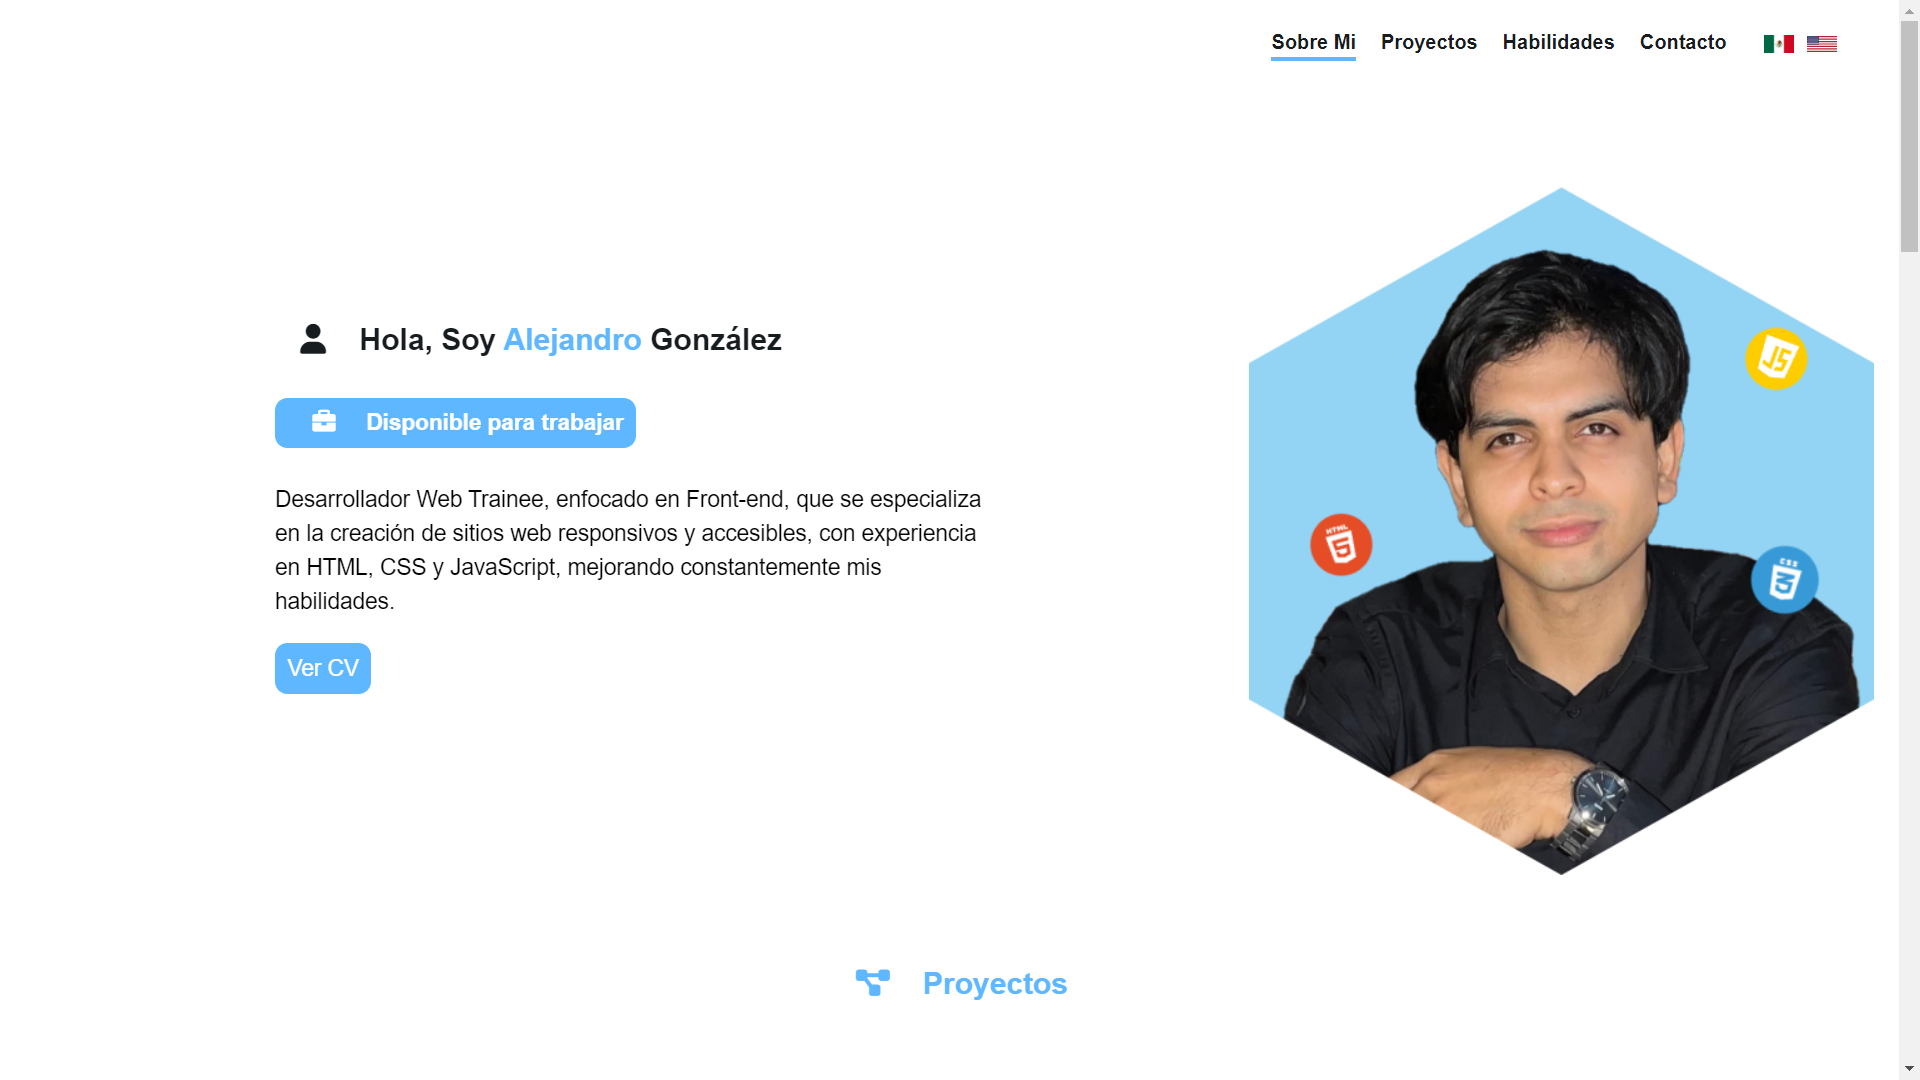 Sobre Mi Proyectos Habilidades Contacto
Hola, Soy Alejandro González
Disponible para trabajar
Desarrollador Web Trainee, enfocado en Front-end, que se especializa
en la creación de sitios web responsivos y accesibles, con experiencia
en HTML, CSS y JavaScript, mejorando constantemente mis
habilidades.
Ver CV
JS
HTML
5
CSS
3
Proyectos